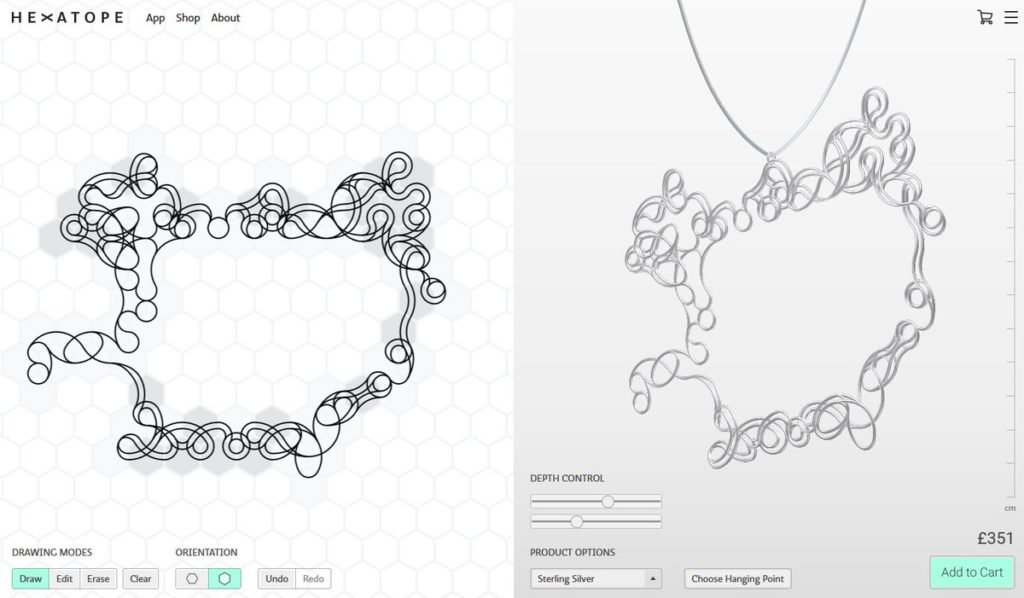 HEXATOPE App Shop About
DEPTH CONTROL
cm
£351
DRAWING MODES ORIENTATION
PRODUCT OPTIONS
Draw Edit Erase Clear Undo Redo
Sterling Silver Choose Hanging Point
Add to Cart